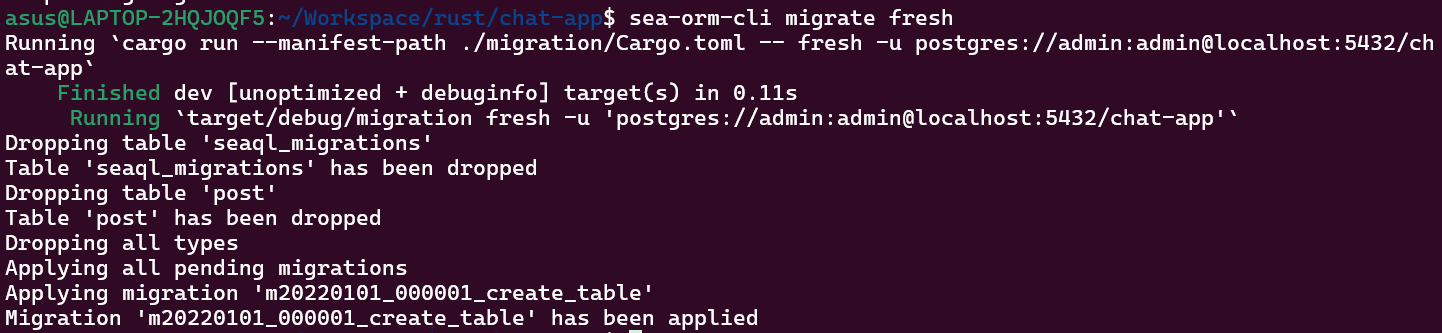 asus@LAPTOP-2HQJOQF5:~/Workspace/rust/chat-app$ sea-orm-cli migrate fresh
Running `cargo run --manifest-path ./migration/Cargo.toml -- fresh -u postgres://admin:admin@localhost:5432/ch
at-app`
    Finished dev [unoptimized + debuginfo] target(s) in 0.11s
     Running `target/debug/migration fresh -u 'postgres://admin:admin@localhost:5432/chat-app'`
Dropping table 'seaql_migrations'
Table 'seaql_migrations' has been dropped
Dropping table 'post'
Table 'post' has been dropped
Dropping all types
Applying all pending migrations
Applying migration 'm20220101_000001_create_table'
Migration 'm20220101_000001_create_table' has been applied